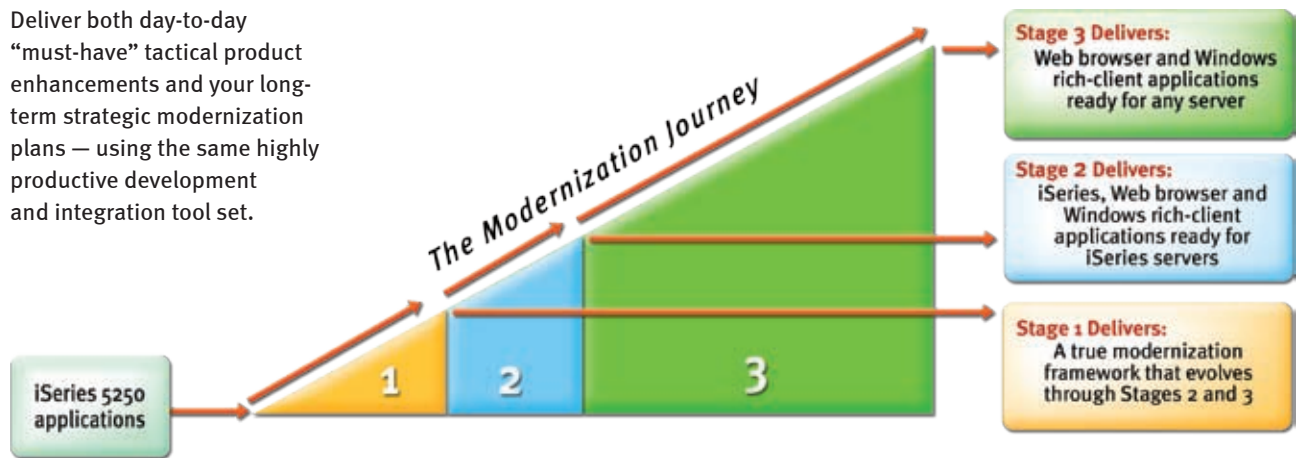 Deliver both day-to-day
“must-have” tactical product
enhancements and your long-
term strategic modernization
plans — using the same highly
productive development
and integration tool set.
The Modernization Journey
iSeries 5250
applications
1
2
3
Stage 3 Delivers:
Web browser and Windows
rich-client applications
ready for any server
Stage 2 Delivers:
iSeries, Web browser and
Windows rich-client
applications ready for
iSeries servers
Stage 1 Delivers:
A true modernization
framework that evolves
through Stages 2 and 3